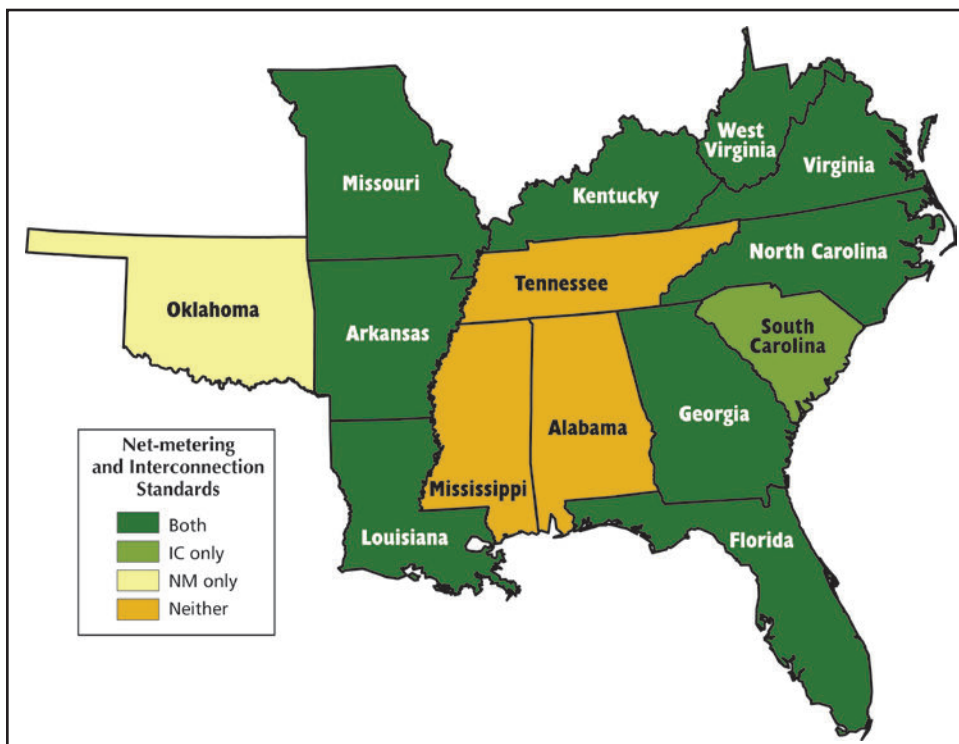 West
Virginia
Virginia
Missouri
Kentucky
North Carolina
Tennessee
Oklahoma
Arkansas
South
Carolina
Georgia
Alabama
Mississippi
Louisiana
Florida
Net-metering
and Interconnection
Standards
Both
IC only
NM only
Neither